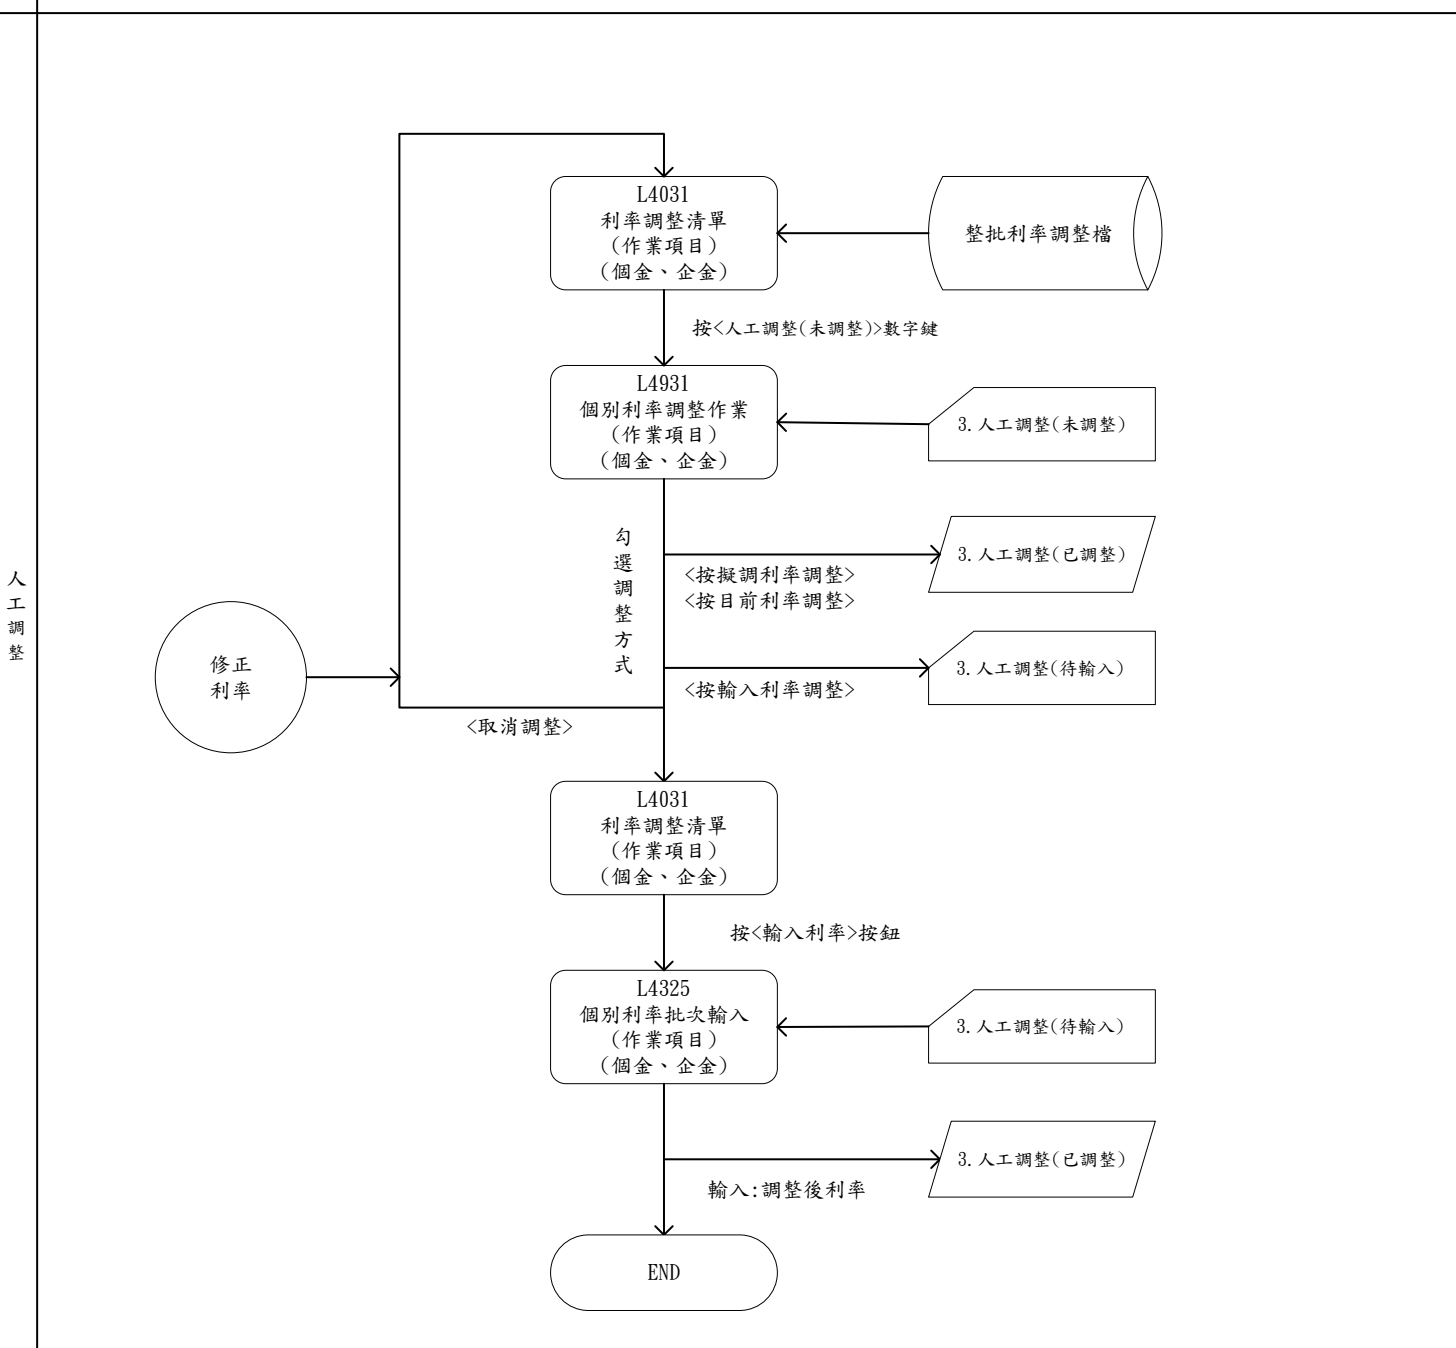 人
工
調
整
L4031
利率調整清單
(作業項目)
(個金、企金)
整批利率調整檔
按<人工調整(未調整)>數字鍵
L4931
個別利率調整作業
(作業項目)
(個金、企金)
3.人工調整(未調整)
勾
選
調
整
方
式
3.人工調整(已調整)
<按擬調利率調整>
<按目前利率調整>
修正
利率
3.人工調整(待輸入)
<按輸入利率調整>
<取消調整>
L4031
利率調整清單
(作業項目)
(個金、企金)
按<輸入利率>按鈕
L4325
個別利率批次輸入
(作業項目)
(個金、企金)
3.人工調整(待輸入)
3.人工調整(已調整)
輸入:調整後利率
END